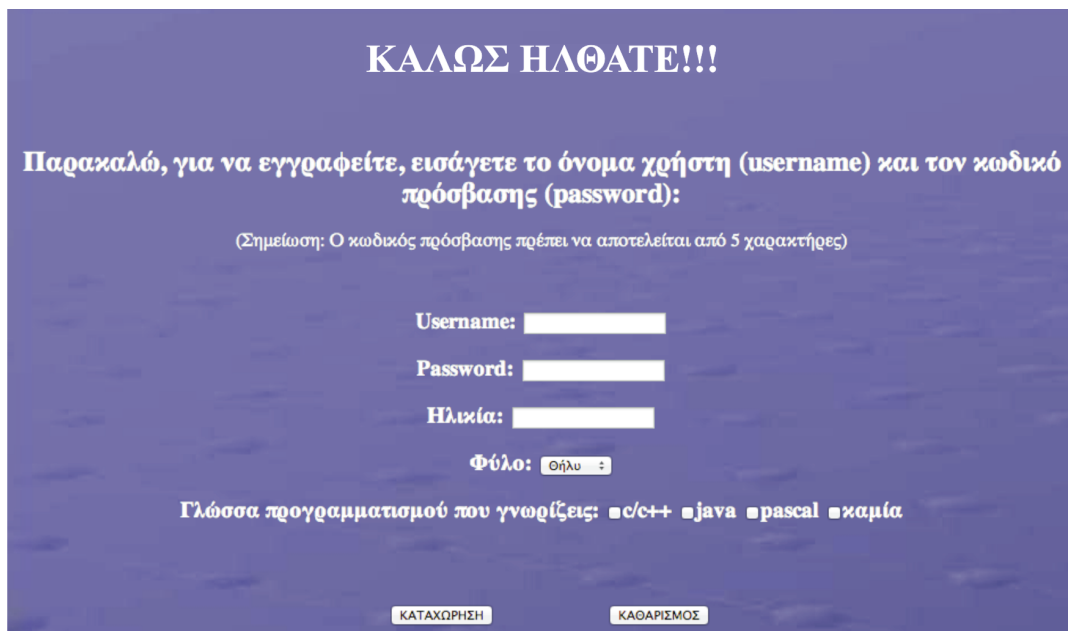 ΚΑΛΩΣ ΗΛΘΑΤΕ!!!
Παρακαλώ, για να εγγραφείτε, εισάγετε το όνομα χρήστη (username) και τον κωδικό
πρόσβασης (password):
(Σημείωση: Ο κωδικός πρόσβασης πρέπει να αποτελείται από 5 χαρακτήρες)
Username:
Password:
Ηλικία:
Φύλο: Θήλυ
Γλώσσα προγραμματισμού που γνωρίζεις: c/c++ java pascal καμία
ΚΑΤΑΧΩΡΗΣΗ ΚΑΘΑΡΙΣΜΟΣ